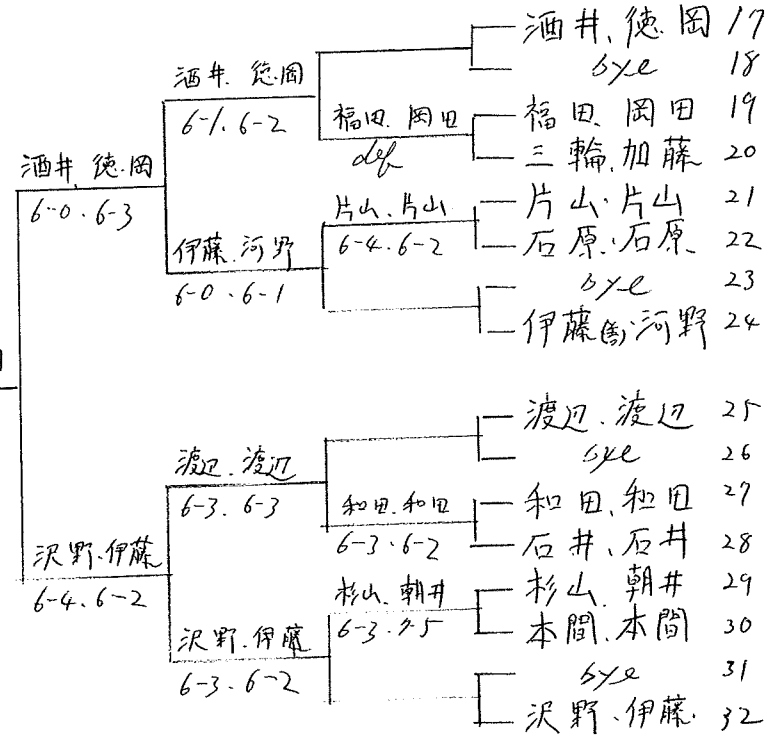 酒井、徳岡 17
bye 18
福田、岡田 19
三輪、加藤 20
片山・片山 21
石原・石原 22
bye 23
伊藤・河野 24
渡辺、渡辺 25
bye 26
和田、和田 27
石井、石井 28
杉山、朝井 29
本間、本間 30
bye 31
沢野、伊藤 32
福田、岡田
def
片山、片山
6-4、6-2
和田、和田
6-3・6-2
杉山、朝井
6-3、7-5
酒井、徳岡
6-1、6-2
伊藤、河野
6-0・6-1
渡辺、渡辺
6-3、6-3
沢野、伊藤
6-3・6-2
酒井、徳岡
6-0・6-3
沢野、伊藤
6-4、6-2